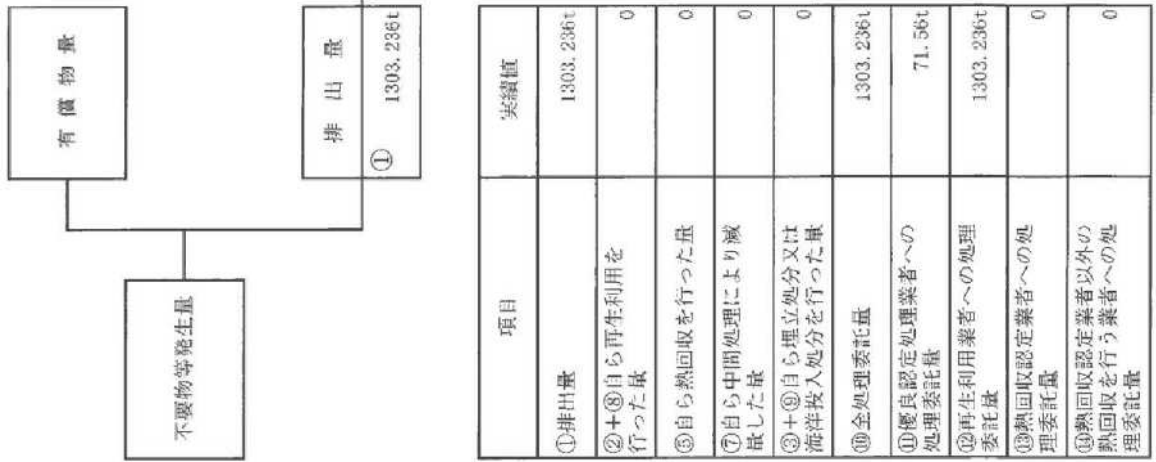 有償物量
不要物等発生量
排出量
① 1303.236t
項目 実績値
①排出量 1303.236t
②+⑧自ら再生利用を
行った量 0
⑤自ら熱回収を行った量 0
⑦自ら中間処理により減
量した量 0
③+⑨自ら埋立処分又は
海洋投入処分を行った量 0
⑩全処理委託量 1303.236t
⑪優良認定処理業者への
処理委託量 71.56t
⑫再生利用業者への処理
委託量 1303.236t
⑬熱回収認定業者への処
理委託量 0
⑭熱回収認定業者以外の
熱回収を行う業者への処
理委託量 0